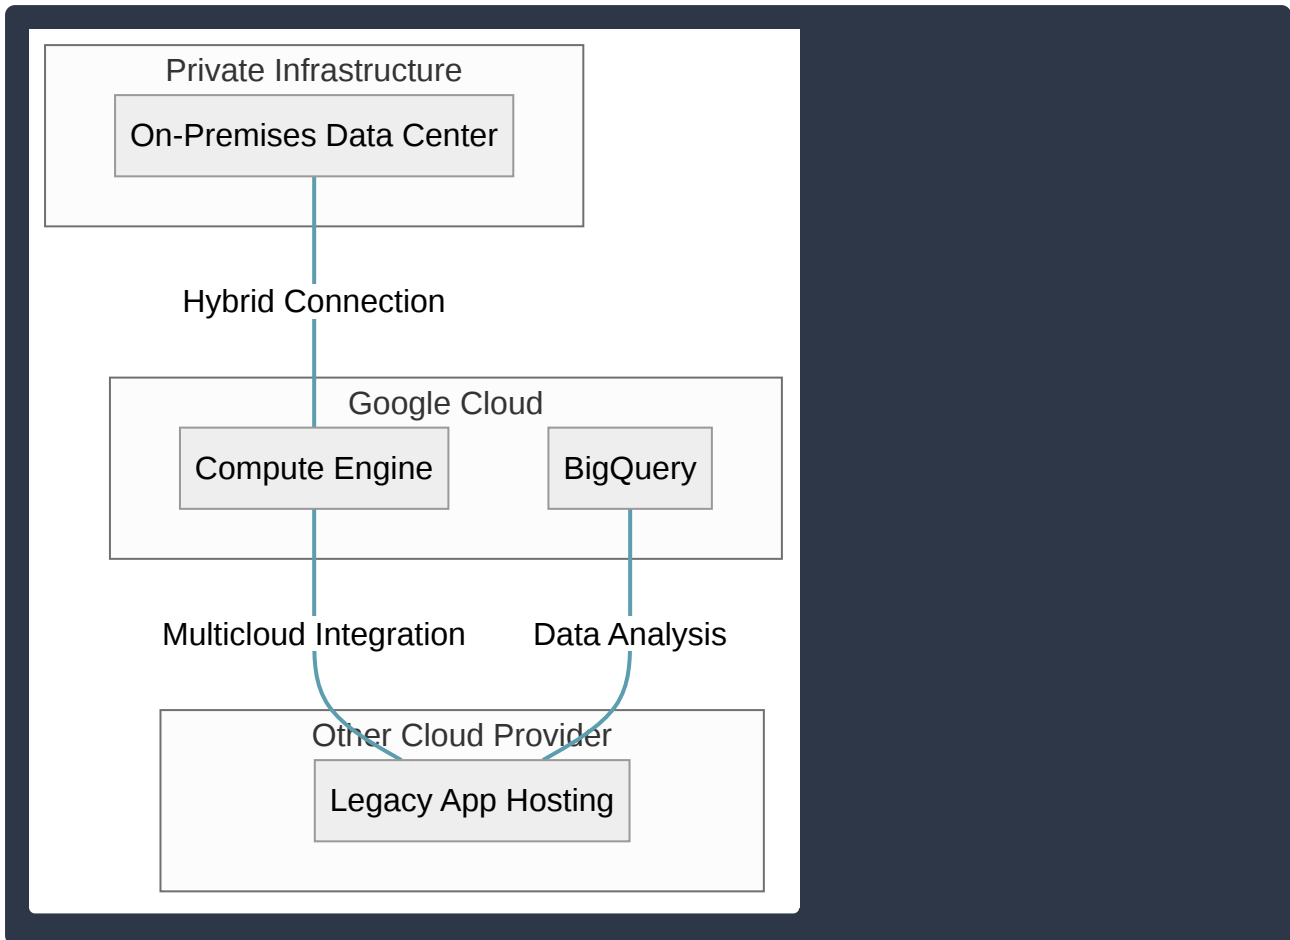 Private Infrastructure
On-Premises Data Center
Hybrid Connection
Google Cloud
Compute Engine
BigQuery
Multicloud Integration
Data Analysis
Other Cloud Provider
Legacy App Hosting